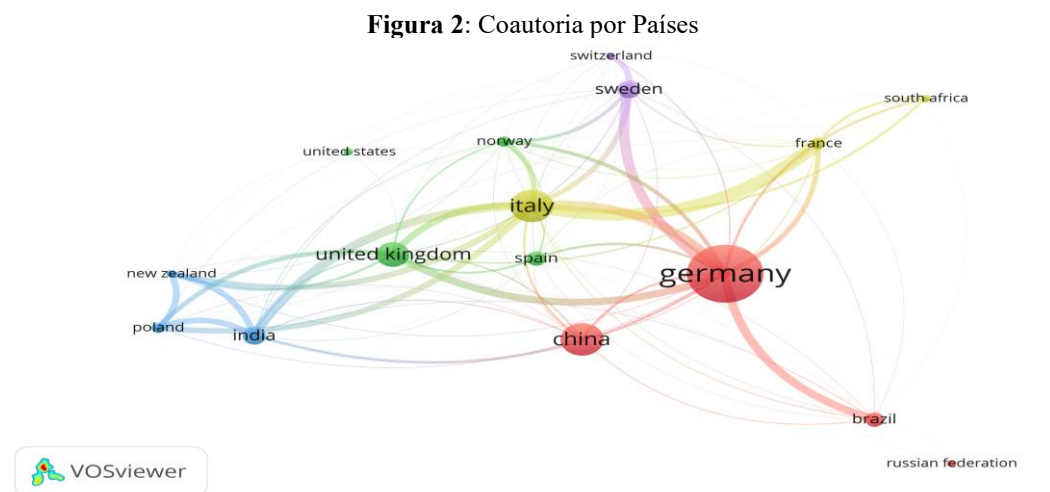 Figura 2: Coautoria por Países
switzerland
sweden
south africa
norway
france
united states
italy
united kingdom
spain
new zealand
germany
poland
india
china
brazil
russian federation
VOSviewer